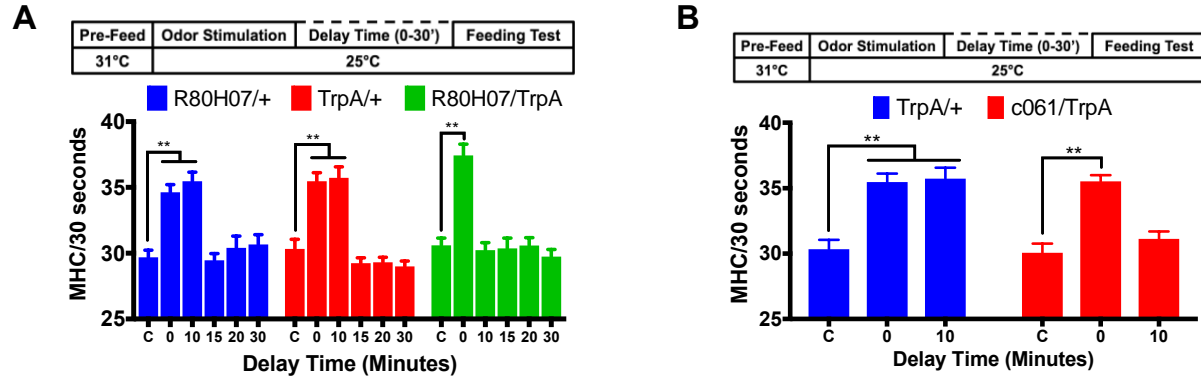 A
Pre-Feed Odor Stimulation Delay Time (0-30') Feeding Test
31°C 25°C
R80H07/+ TrpA/+ R80H07/TrpA
MHC/30 seconds
40
35
30
25
** ** **
C 0 10 15 20 30 C 0 10 15 20 30 C 0 10 15 20 30
Delay Time (Minutes)
B
Pre-Feed Odor Stimulation Delay Time (0-30') Feeding Test
31°C 25°C
TrpA/+ c061/TrpA
MHC/30 seconds
40
35
30
25
** **
C 0 10 C 0 10
Delay Time (Minutes)